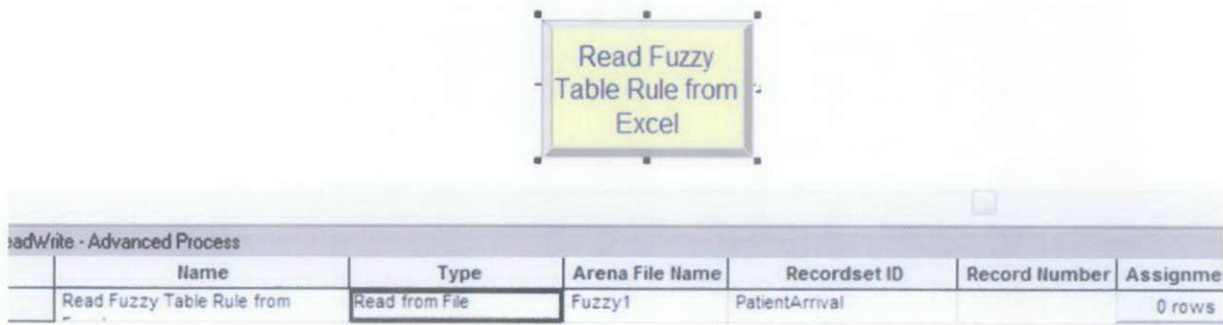 Read Fuzzy
Table Rule from
Excel
eadWrite - Advanced Process
Name Type Arena File Name Recordset ID Record Number Assignme
Read Fuzzy Table Rule from Read from File Fuzzy1 PatientArrival 0 rows